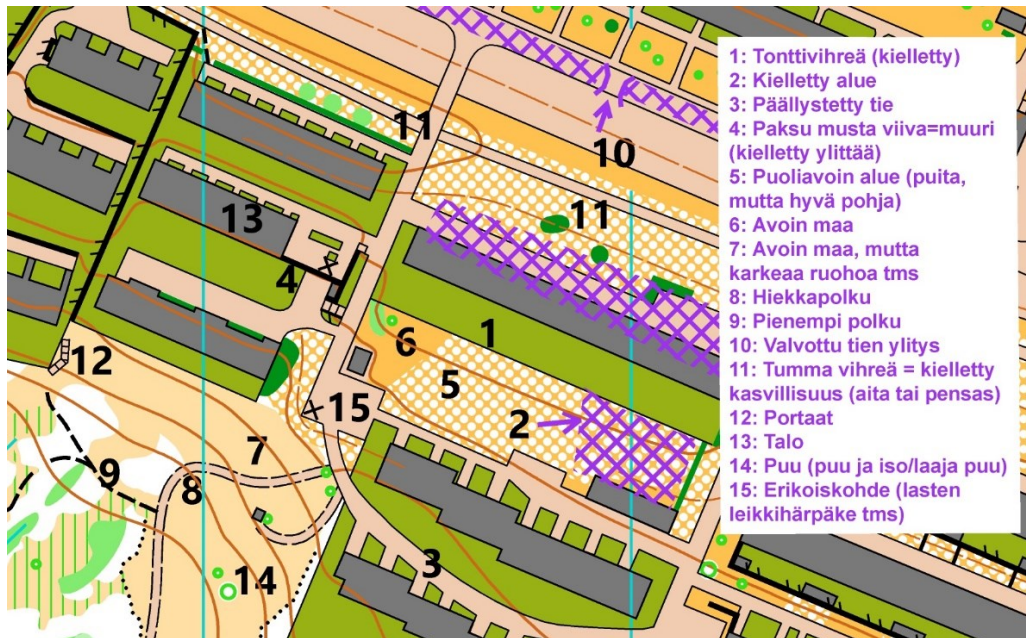 1: Tonttivihreä (kielletty)
2: Kielletty alue
3: Päällystetty tie
4: Paksu musta viiva=muuri
(kielletty ylittää)
5: Puoliavoin alue (puita,
mutta hyvä pohja)
6: Avoin maa
7: Avoin maa, mutta
karkeaa ruohoa tms
8: Hiekkapolku
9: Pienempi polku
10: Valvottu tien ylitys
11: Tumma vihreä = kielletty
kasvillisuus (aita tai pensas)
12: Portaat
13: Talo
14: Puu (puu ja iso/laaja puu)
15: Erikoiskohde (lasten
leikkihärpäke tms)
11
10
11
13
4
1
6
12
5
15
2
7
9
8
3
14